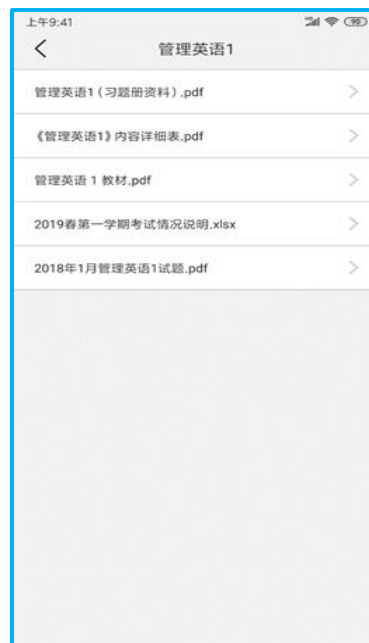 上午9:41
90
管理英语1
管理英语1（习题册资料）.pdf
《管理英语1》内容详细表.pdf
管理英语 1 教材.pdf
2019春第一学期考试情况说明.xlsx
2018年1月管理英语1试题.pdf